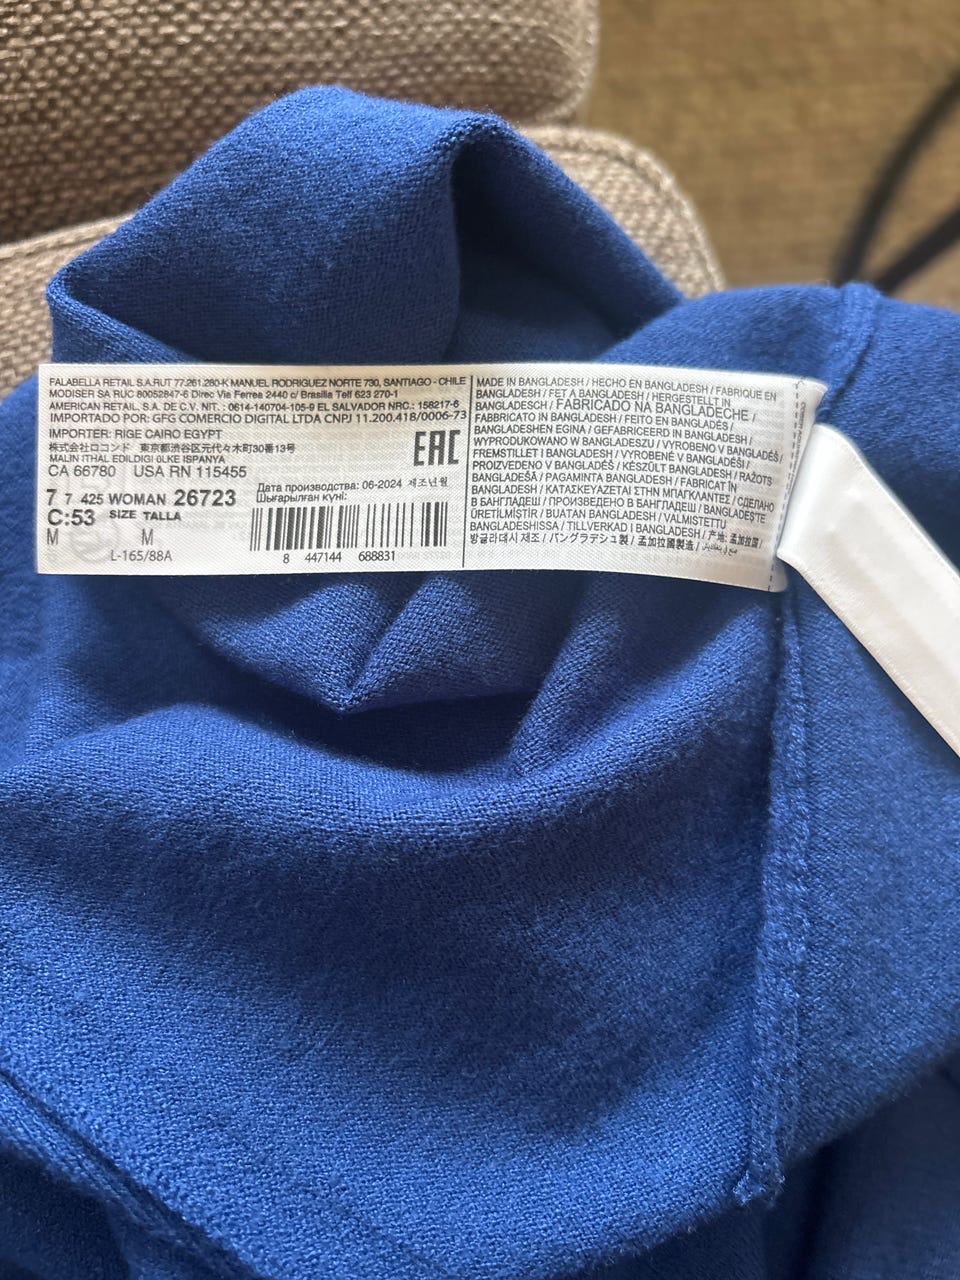 FALABELLA RETAIL S.A.RUT 77.261.280-K MANUEL RODRIGUEZ NORTE 730, SANTIAGO - CHILE
MODISER SA RUC 80052847-6 Direc Via Ferrea 2440 c/ Brasilia Telf 623 270-1
AMERICAN RETAIL, S.A. DE C.V. NIT. : 0614-140704-105-9 EL SALVADOR NRC.: 158217-6
IMPORTADO POR: GFG COMERCIO DIGITAL LTDA CNPJ 11.200.418/0006-73
IMPORTER: RIGE CAIRO EGYPT
株式会社ロコンド 東京都渋谷区元代々木町30番13号
MALIN ITHAL EDILDIGI ÜLKE ISPANYA
CA 66780 USA RN 115455
EAC
Дата производства: 06-2024 제조년월
Шығарылған күні:
7 7 425 WOMAN 26723
C:53 SIZE TALLA
M M
L-165/88A
8 447144 688831
MADE IN BANGLADESH / HECHO EN BANGLADESH / FABRIQUE EN
BANGLADESH / FET A BANGLADESH / HERGESTELLT IN
BANGLADESCH / FABRICADO NA BANGLADECHE /
FABBRICATO IN BANGLADESH / FEITO EN BANGLADÉS /
BANGLADESHEN EGINA / GEFABRICEERD IN BANGLADESH /
WYPRODUKOWANO W BANGLADESZU / VYROBENO V BANGLADÉŠI /
FREMSTILLET I BANGLADESH / VYROBENÉ V BANGLADÉŠI /
PROIZVEDENO V BANGLADEŠ / KÉSZÜLT BANGLADESH / RAŽOTS
BANGLADEŠĀ / PAGAMINTA BANGLADEŠE / FABRICAT ÎN
BANGLADESH / ΚΑΤΑΣΚΕΥΑΖΕΤΑΙ ΣΤΗΝ ΜΠΑΓΚΛΑΝΤΕΣ / СДЕЛАНО
В БАНГЛАДЕШ / ПРОИЗВЕДЕНО В БАНГЛАДЕШ / BANGLADEŞ'TE
ÜRETİLMİŞTİR / BUATAN BANGLADESH / VALMISTETTU
BANGLADESHISSA / TILLVERKAD I BANGLADESH / 产地: 孟加拉国 /
방글라데시 제조 / バングラデシュ製 / 孟加拉國製造 /